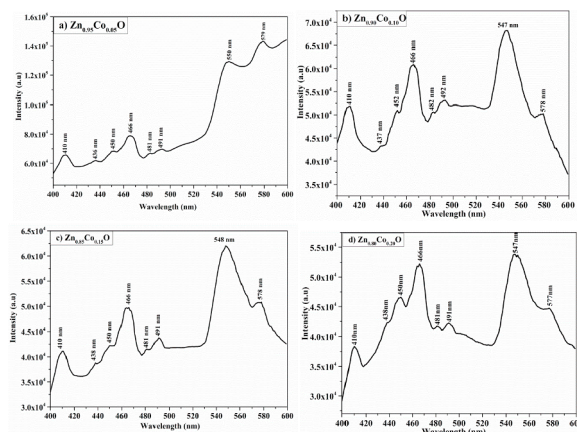 a) Zn0.95Co0.05O
Intensity (a.u)
1.6x10⁵
1.4x10⁵
1.2x10⁵
1.0x10⁵
8.0x10⁴
6.0x10⁴
410 nm
436 nm
450 nm
466 nm
481 nm
491 nm
550 nm
579 nm
400 420 440 460 480 500 520 540 560 580 600
Wavelength (nm)
b) Zn0.90Co0.10O
Intensity (a.u)
7.0x10⁴
6.5x10⁴
6.0x10⁴
5.5x10⁴
5.0x10⁴
4.5x10⁴
4.0x10⁴
3.5x10⁴
410 nm
437 nm
452 nm
466 nm
482 nm
492 nm
547 nm
578 nm
400 420 440 460 480 500 520 540 560 580 600
Wavelength (nm)
c) Zn0.85Co0.15O
Intensity (a.u)
6.5x10⁴
6.0x10⁴
5.5x10⁴
5.0x10⁴
4.5x10⁴
4.0x10⁴
3.5x10⁴
3.0x10⁴
410 nm
438 nm
450 nm
466 nm
481 nm
491 nm
548 nm
578 nm
400 420 440 460 480 500 520 540 560 580 600
Wavelength (nm)
d) Zn0.80Co0.20O
Intensity (a.u)
5.5x10⁴
5.0x10⁴
4.5x10⁴
4.0x10⁴
3.5x10⁴
3.0x10⁴
410nm
438nm
450nm
466nm
481nm
491nm
547nm
577nm
400 420 440 460 480 500 520 540 560 580 600
Wavelength (nm)